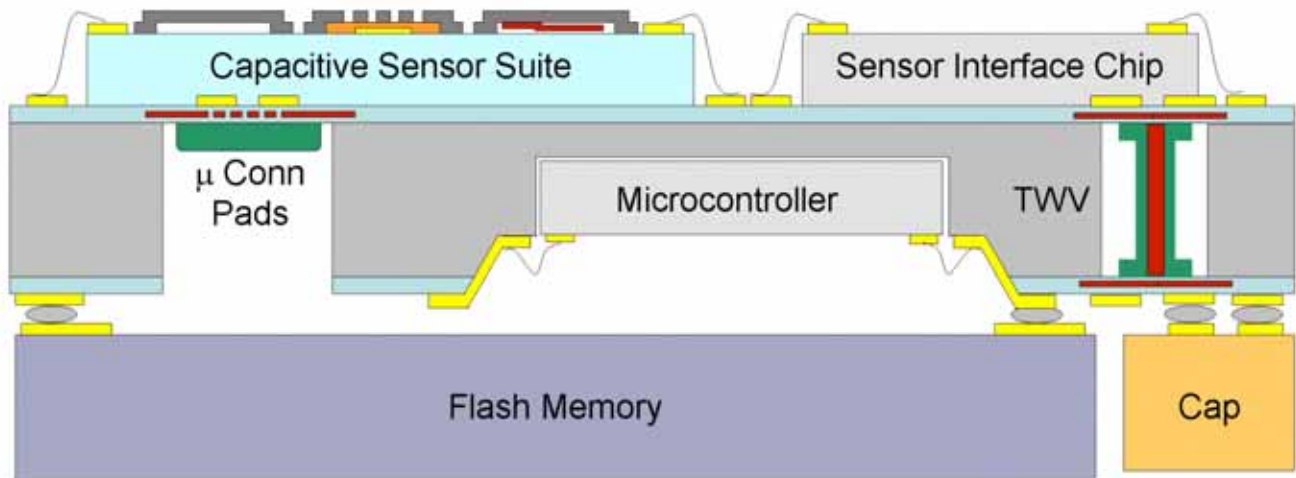 Capacitive Sensor Suite
Sensor Interface Chip
μ Conn
Pads
Microcontroller
TWV
Flash Memory
Cap